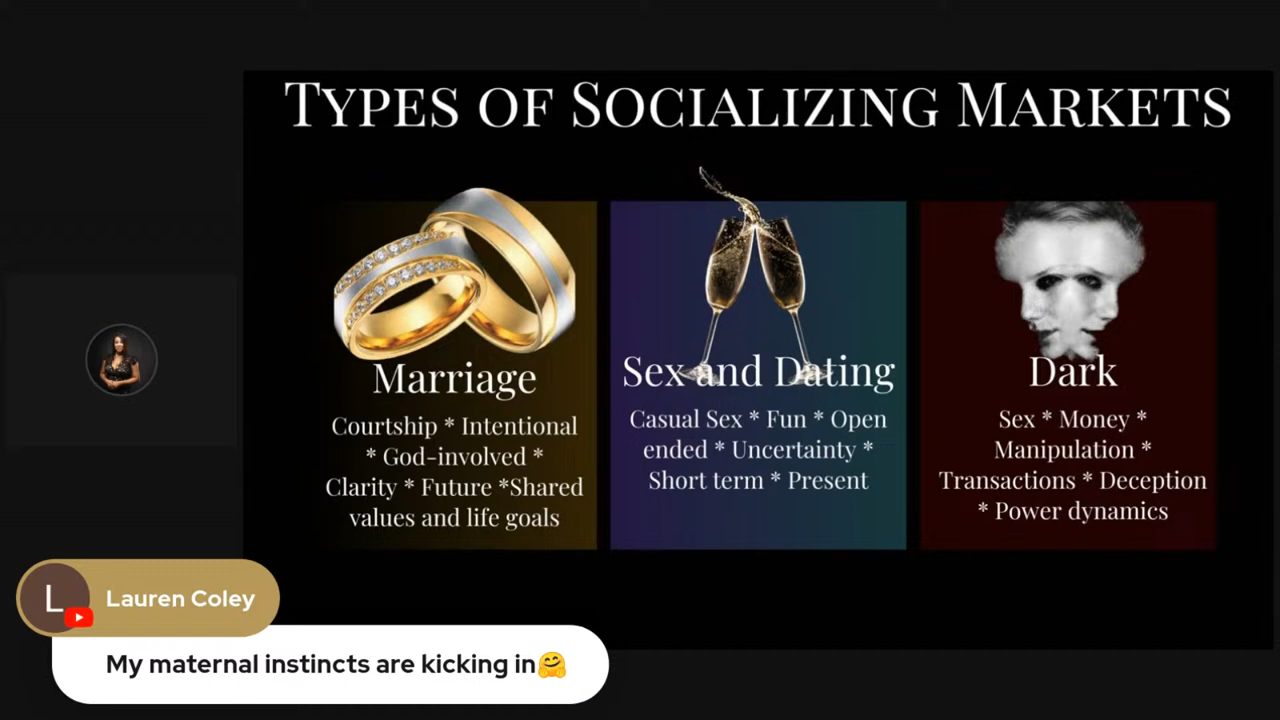 TYPES OF SOCIALIZING MARKETS
Marriage
Courtship * Intentional
* God-involved *
Clarity * Future *Shared
values and life goals
Sex and Dating
Casual Sex * Fun * Open
ended * Uncertainty *
Short term * Present
Dark
Sex * Money *
Manipulation *
Transactions * Deception
* Power dynamics
L
Lauren Coley
My maternal instincts are kicking in🤗